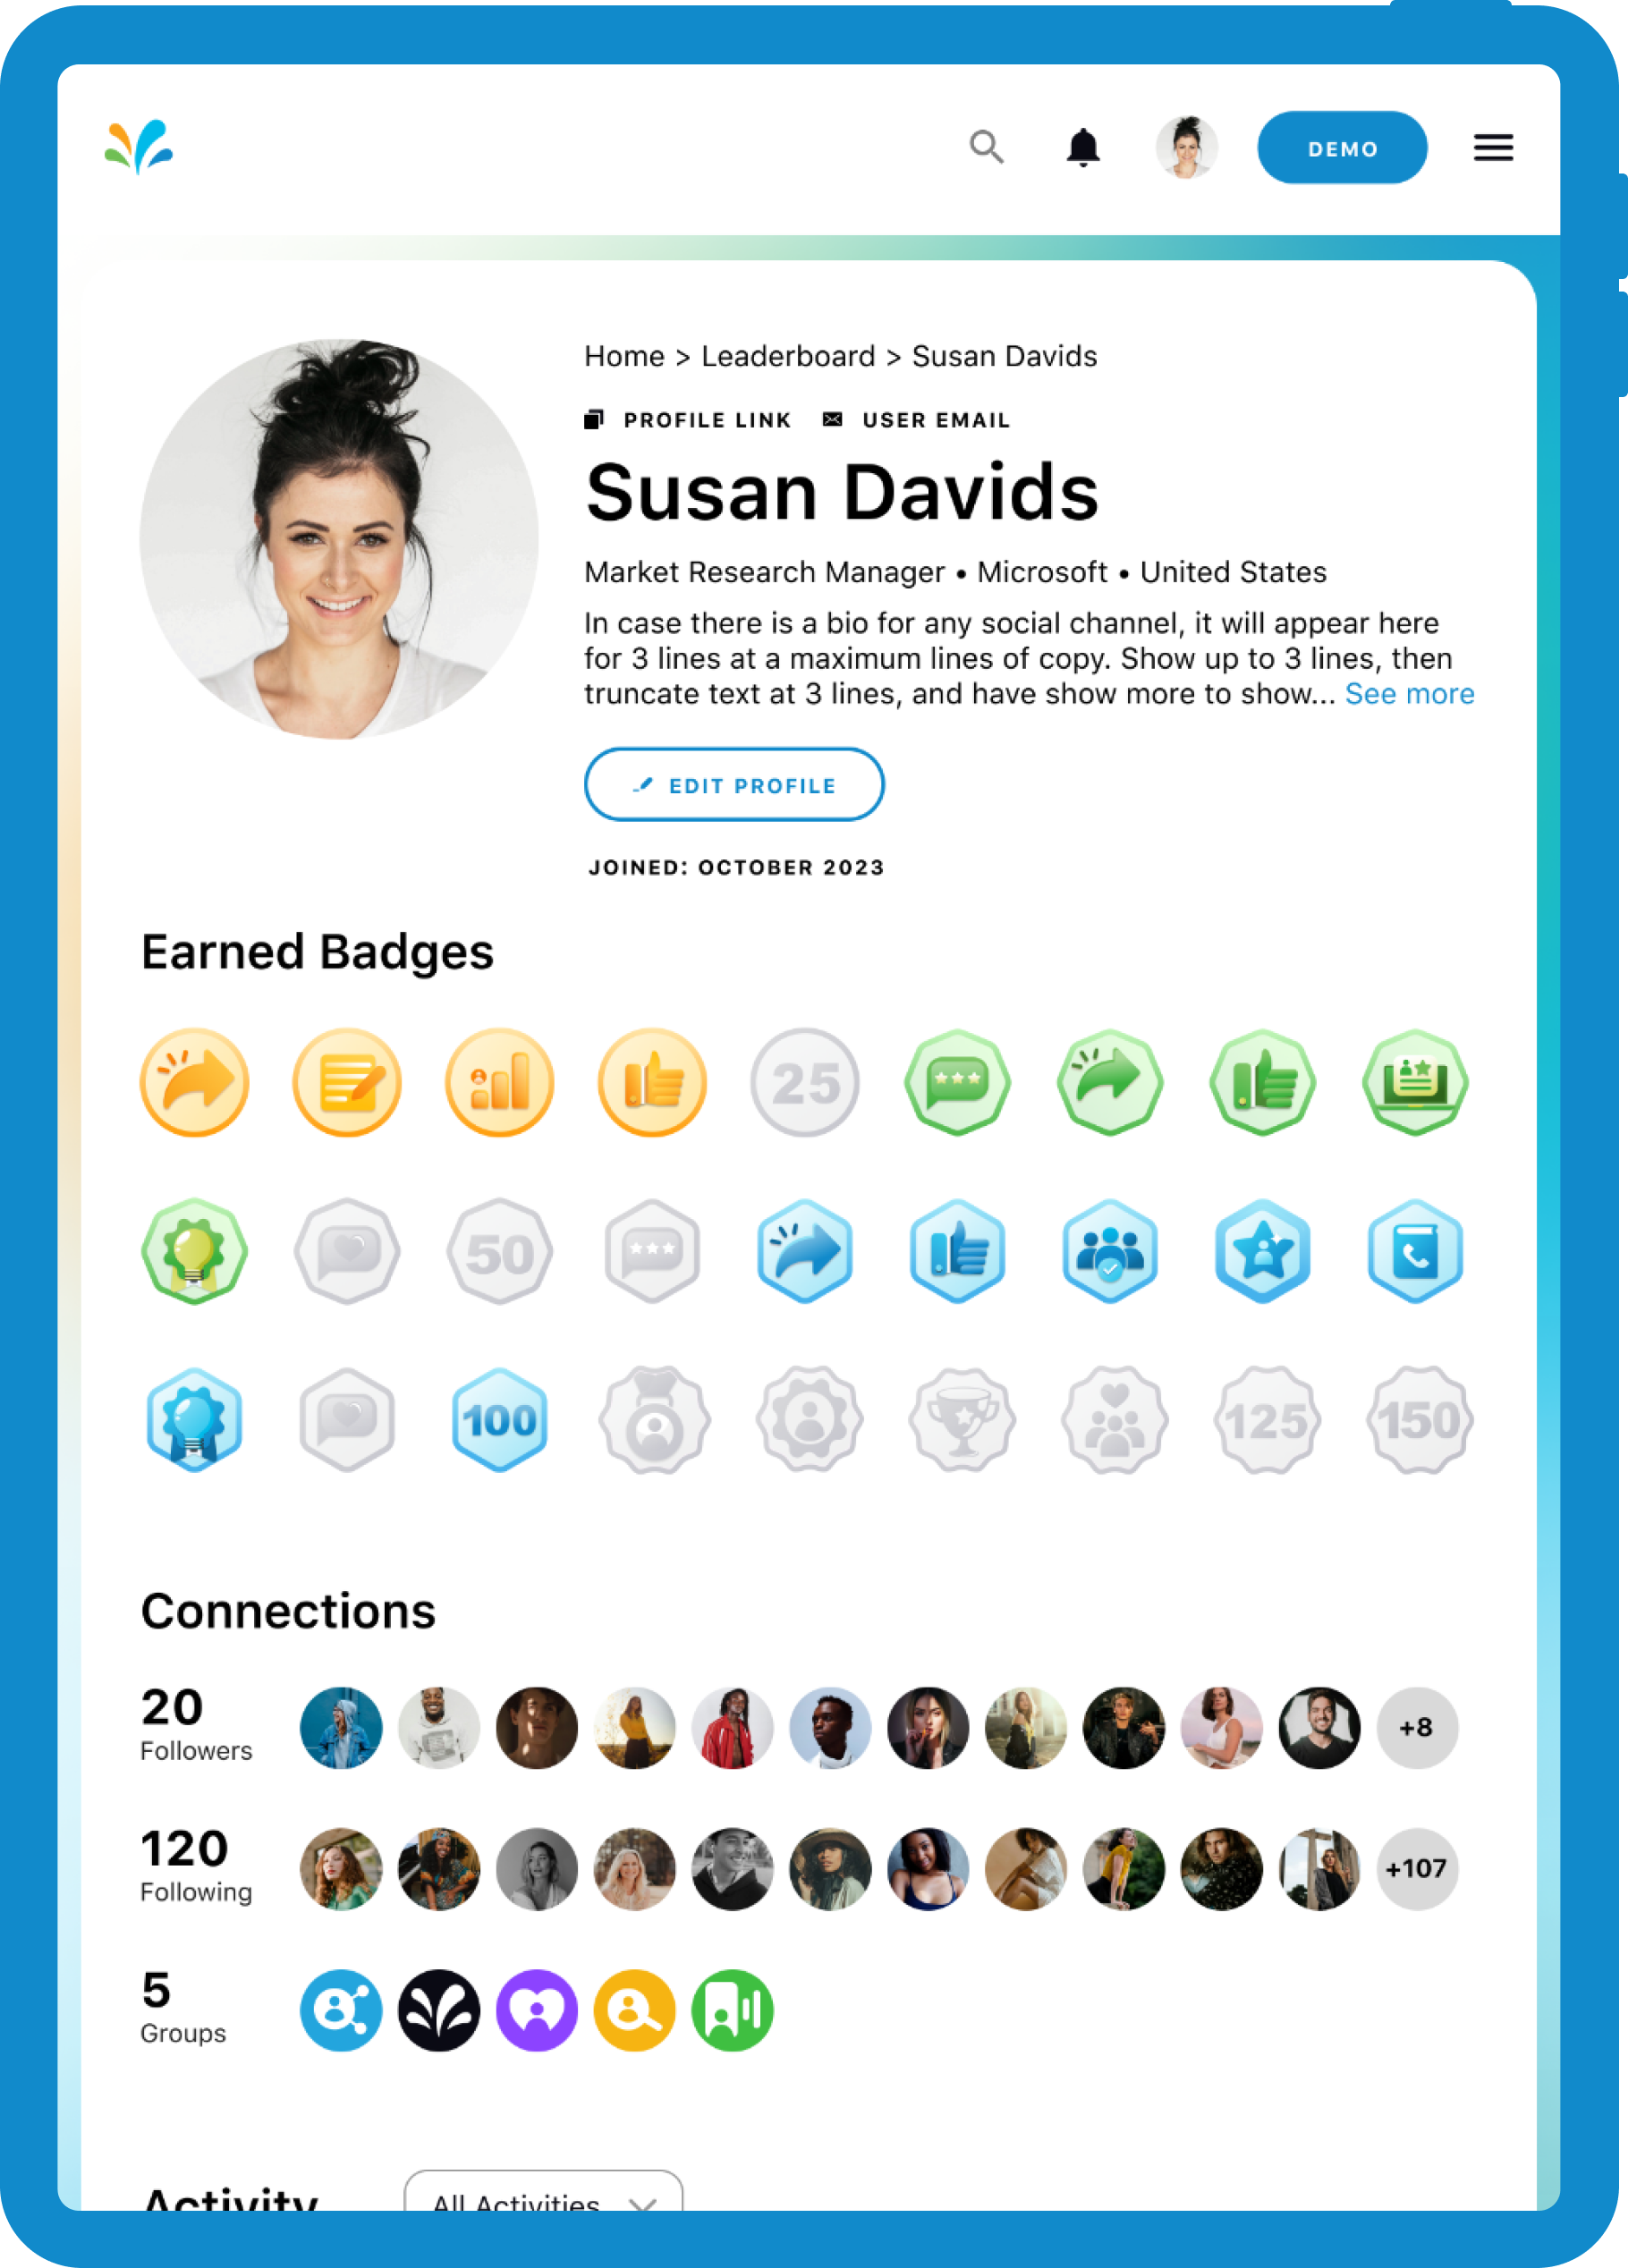 DEMO
Home > Leaderboard > Susan Davids
PROFILE LINK USER EMAIL
Susan Davids
Market Research Manager • Microsoft • United States
In case there is a bio for any social channel, it will appear here
for 3 lines at a maximum lines of copy. Show up to 3 lines, then
truncate text at 3 lines, and have show more to show... See more
EDIT PROFILE
JOINED: OCTOBER 2023
Earned Badges
25
50
100 125 150
Connections
20
Followers
+8
120
Following
+107
5
Groups
Activity All Activities